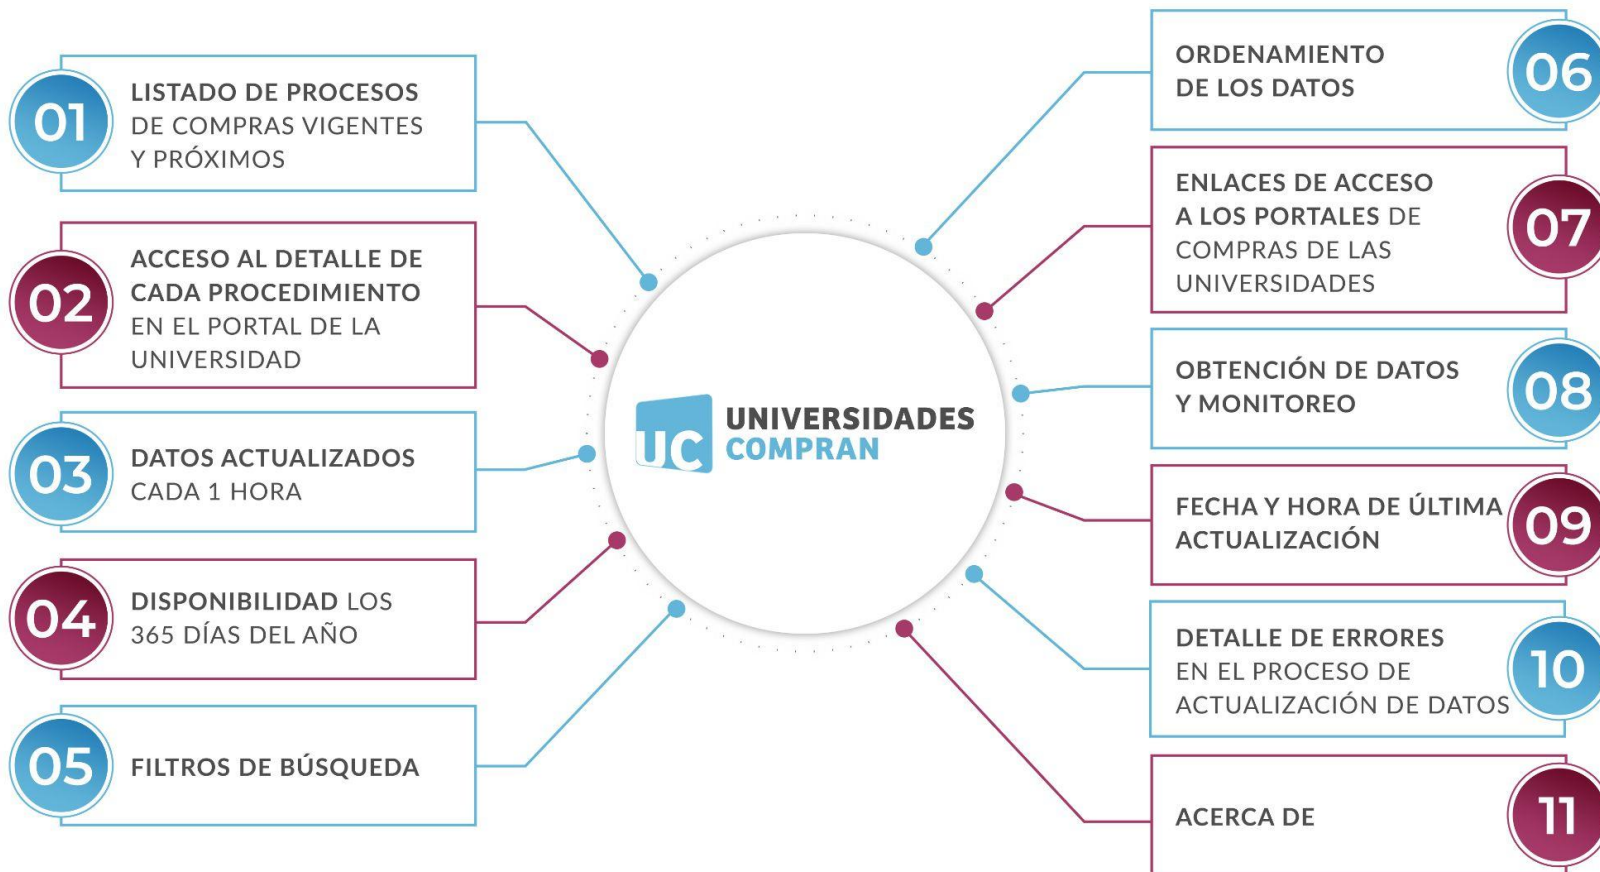 01
LISTADO DE PROCESOS
DE COMPRAS VIGENTES
Y PRÓXIMOS
02
ACCESO AL DETALLE DE
CADA PROCEDIMIENTO
EN EL PORTAL DE LA
UNIVERSIDAD
03
DATOS ACTUALIZADOS
CADA 1 HORA
04
DISPONIBILIDAD LOS
365 DÍAS DEL AÑO
05
FILTROS DE BÚSQUEDA
UC
UNIVERSIDADES
COMPRAN
ORDENAMIENTO
DE LOS DATOS
06
ENLACES DE ACCESO
A LOS PORTALES DE
COMPRAS DE LAS
UNIVERSIDADES
07
OBTENCIÓN DE DATOS
Y MONITOREO
08
FECHA Y HORA DE ÚLTIMA
ACTUALIZACIÓN
09
DETALLE DE ERRORES
EN EL PROCESO DE
ACTUALIZACIÓN DE DATOS
10
ACERCA DE
11